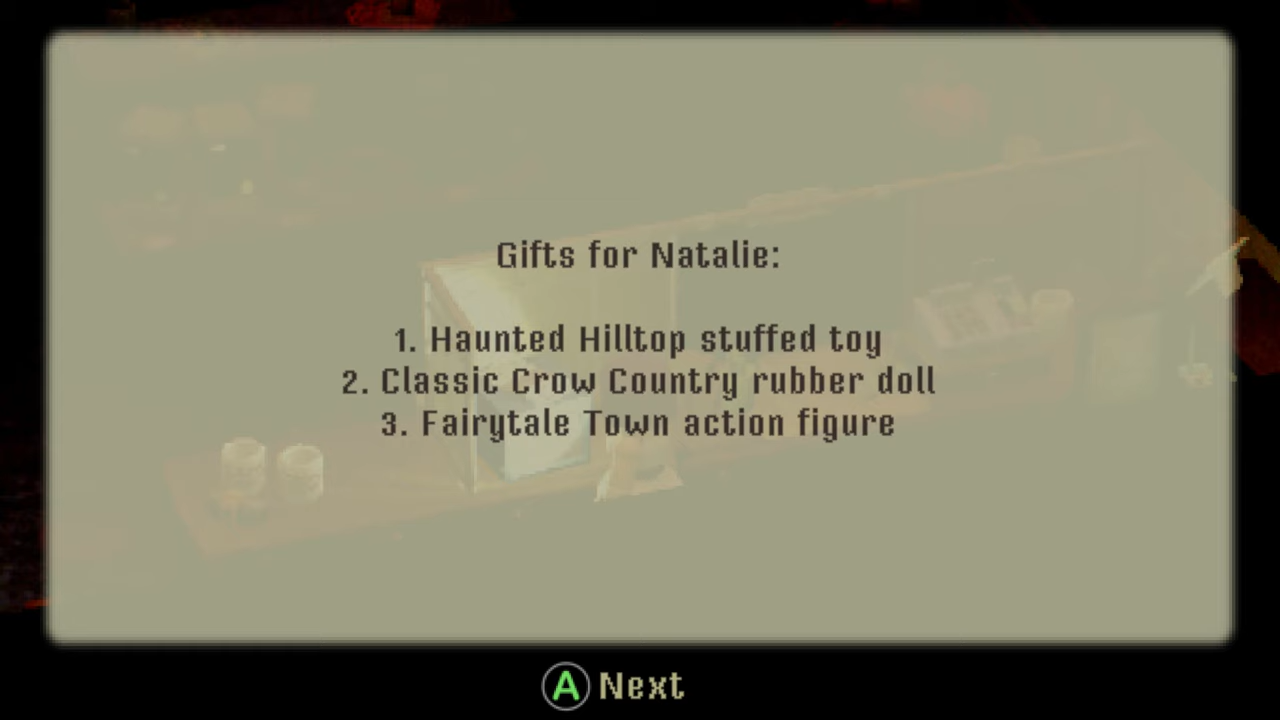 Gifts for Natalie:
1. Haunted Hilltop stuffed toy
2. Classic Crow Country rubber doll
3. Fairytale Town action figure
A Next